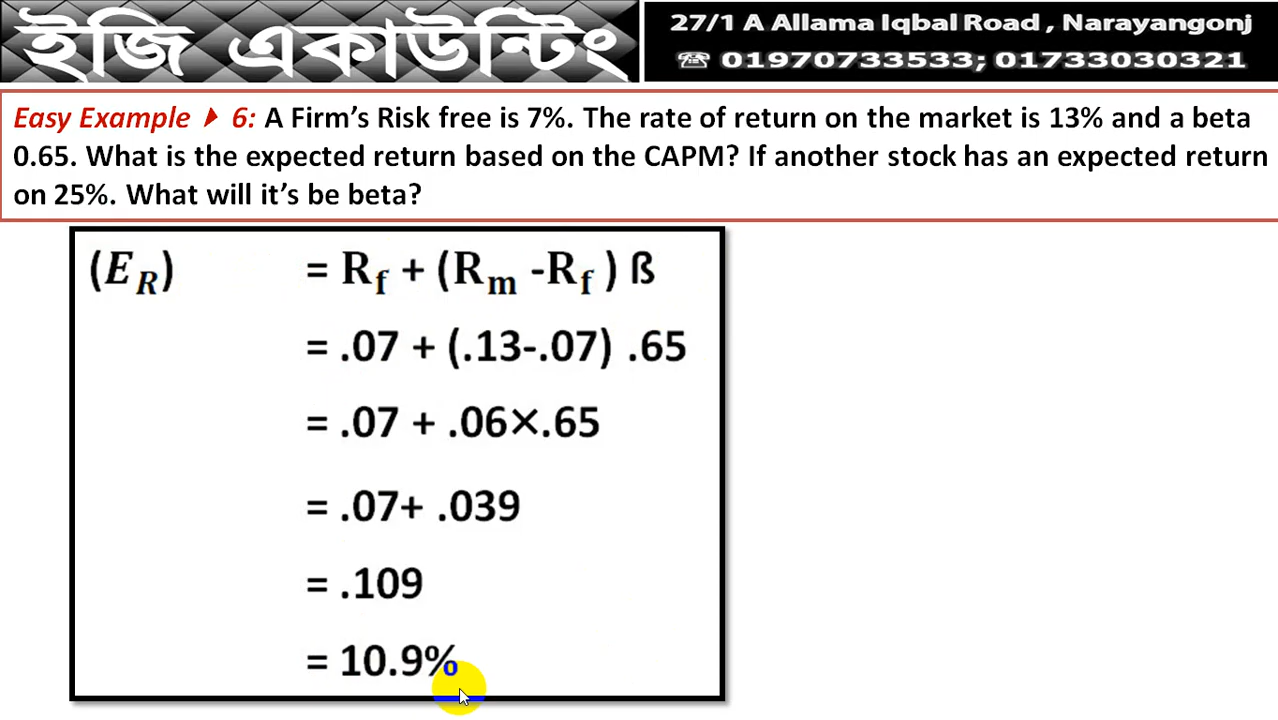 ইজি একাউন্টিং
27/1 A Allama Iqbal Road , Narayangonj
☎ 01970733533; 01733030321
Easy Example 6: A Firm's Risk free is 7%. The rate of return on the market is 13% and a beta
0.65. What is the expected return based on the CAPM? If another stock has an expected return
on 25%. What will it's be beta?
(E_R) = R_f + (R_m -R_f ) ß
= .07 + (.13-.07) .65
= .07 + .06×.65
= .07+ .039
= .109
= 10.9%